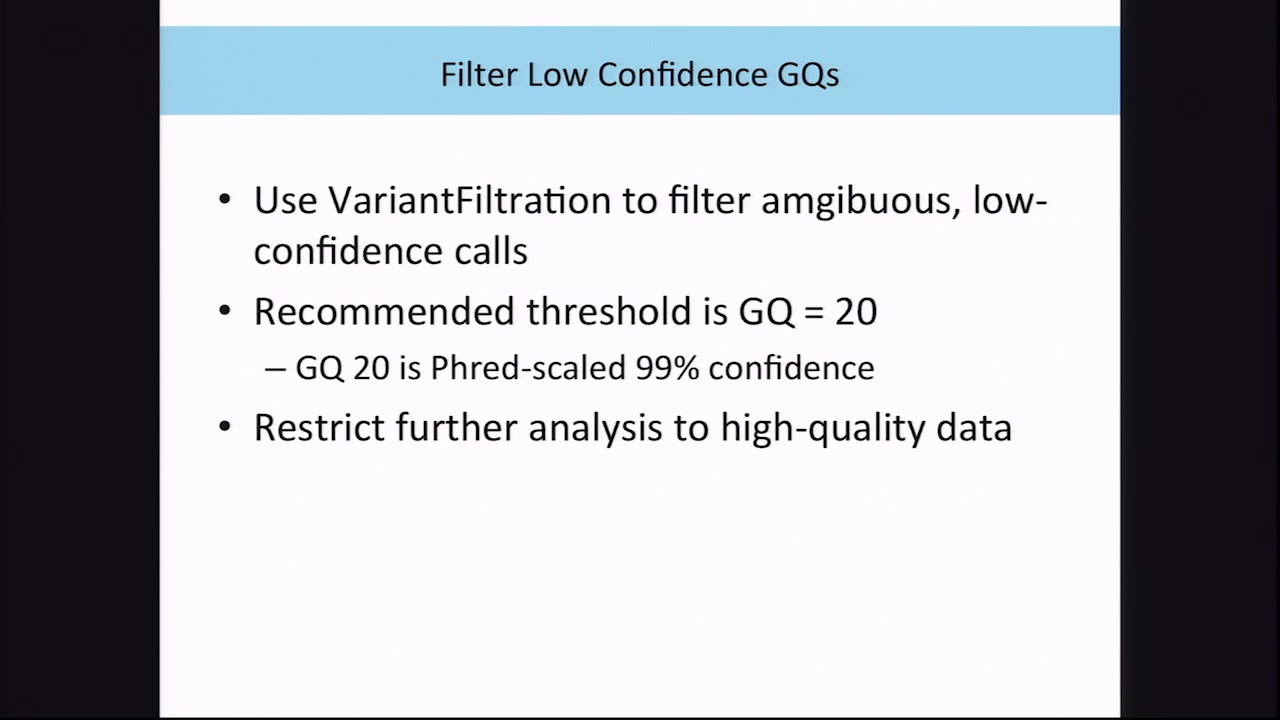 Filter Low Confidence GQs
• Use VariantFiltration to filter amgibuous, low-
confidence calls
• Recommended threshold is GQ = 20
– GQ 20 is Phred-scaled 99% confidence
• Restrict further analysis to high-quality data